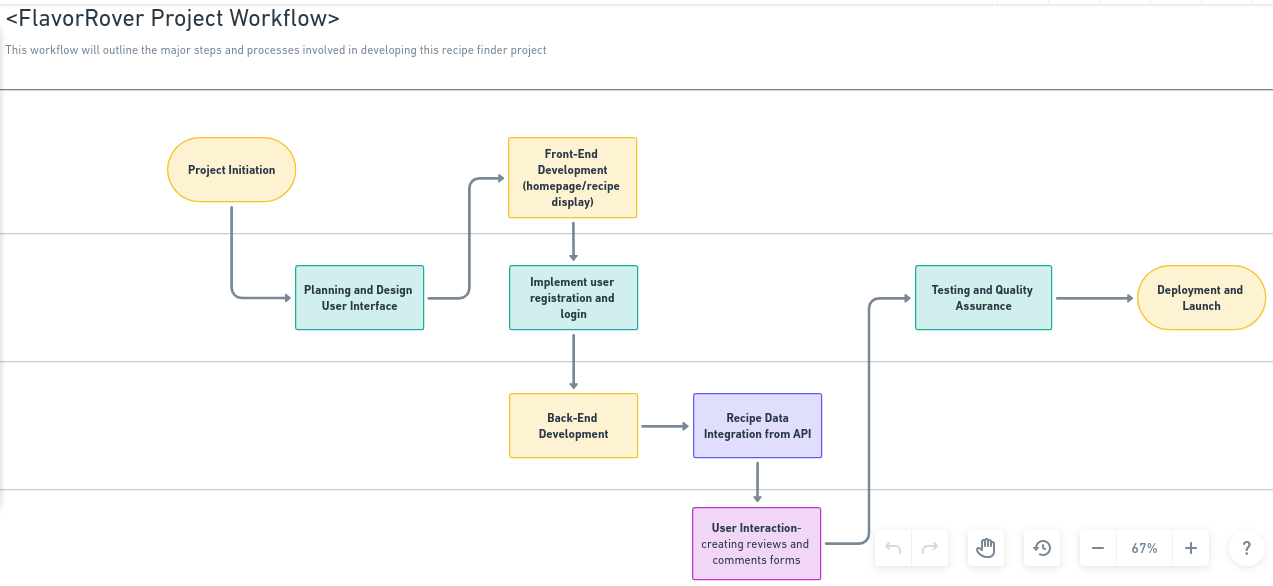 <FlavorRover Project Workflow>
This workflow will outline the major steps and processes involved in developing this recipe finder project
Project Initiation
Front-End
Development
(homepage/recipe
display)
Planning and Design
User Interface
Implement user
registration and
login
Testing and Quality
Assurance
Deployment and
Launch
Back-End
Development
Recipe Data
Integration from API
User Interaction-
creating reviews and
comments forms
67%
?